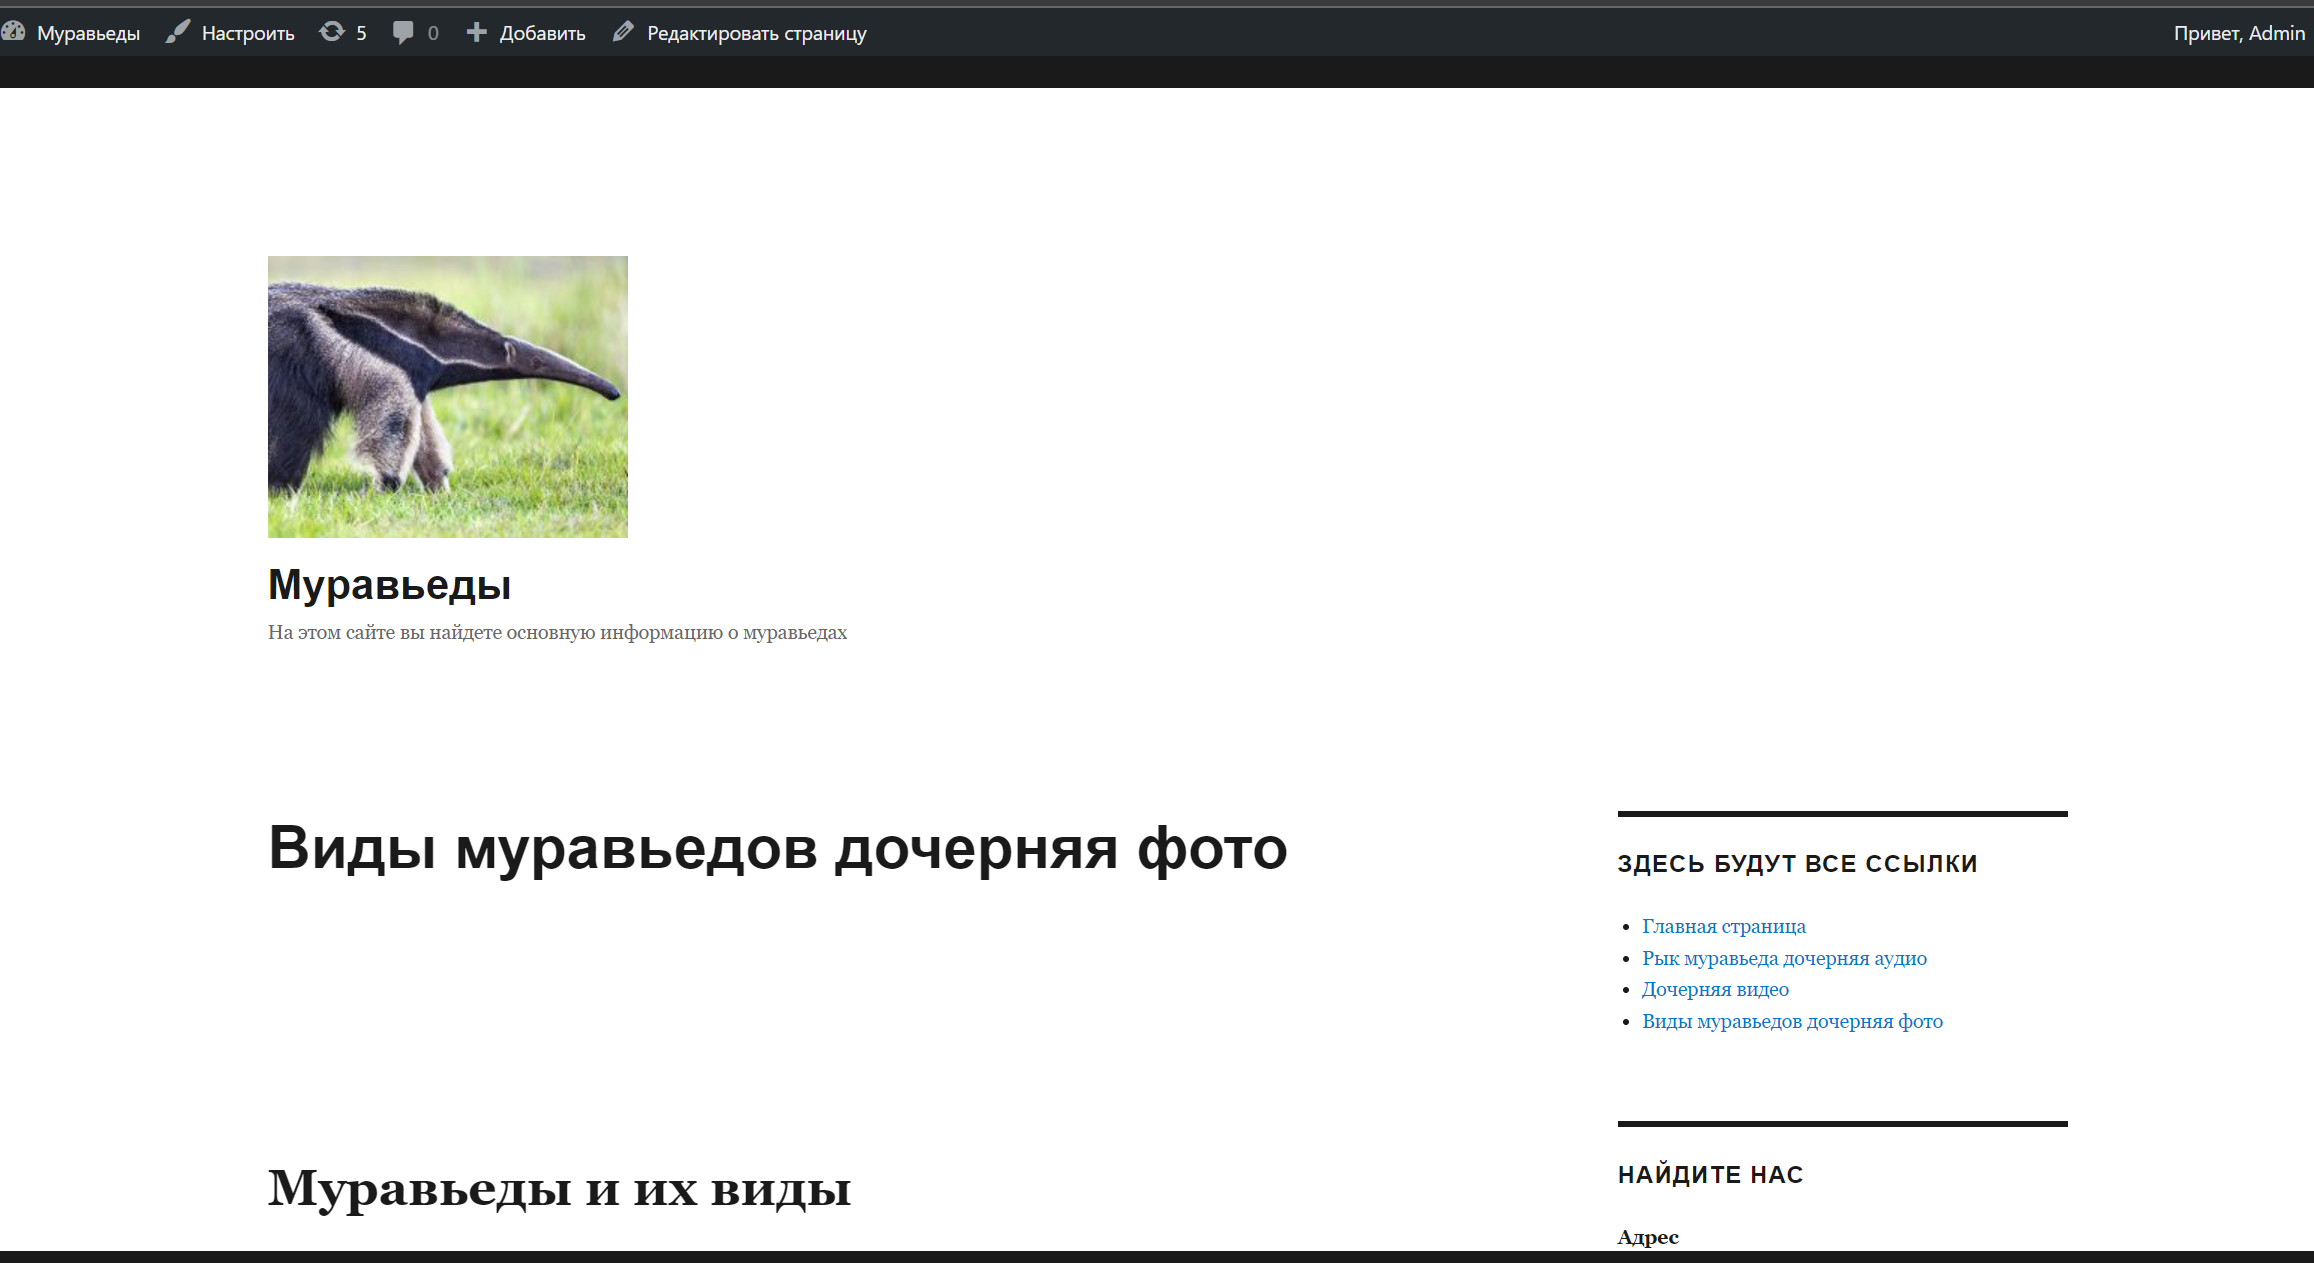 Муравьеды Настроить 5 0 Добавить Редактировать страницу Привет, Admin
Муравьеды
На этом сайте вы найдете основную информацию о муравьедах
Виды муравьедов дочерняя фото
ЗДЕСЬ БУДУТ ВСЕ ССЫЛКИ
Главная страница
Рык муравьеда дочерняя аудио
Дочерняя видео
Виды муравьедов дочерняя фото
Муравьеды и их виды
НАЙДИТЕ НАС
Адрес